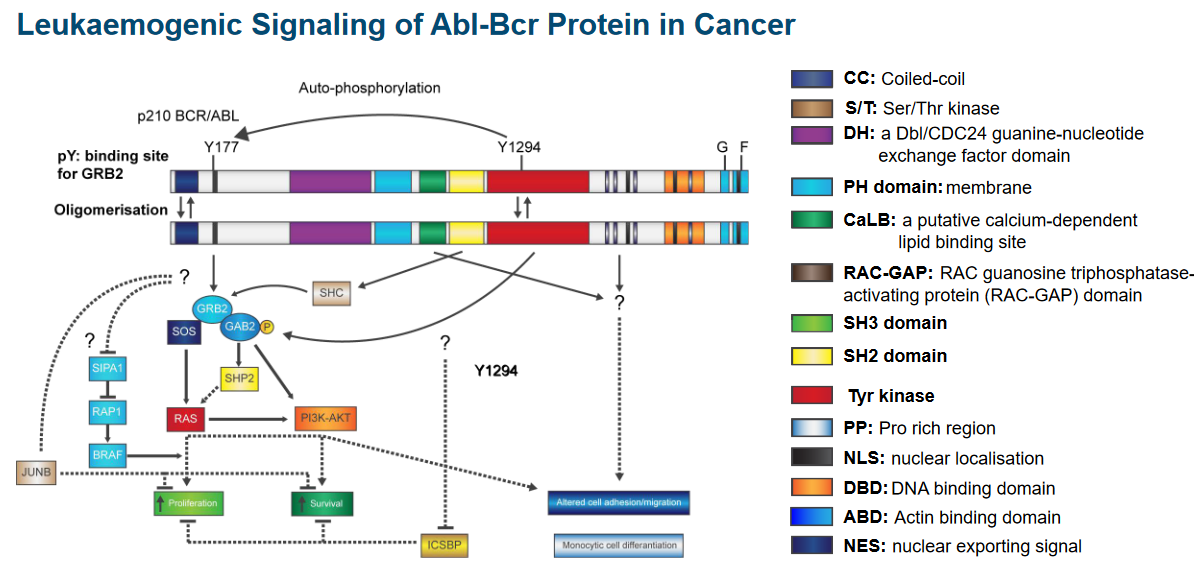 Leukaemogenic Signaling of Abl-Bcr Protein in Cancer
Auto-phosphorylation
p210 BCR/ABL
pY: binding site
for GRB2
Y177
Y1294
G
F
Oligomerisation
?
SHC
?
GRB2
GAB2
P
SOS
?
?
SIPA1
SHP2
Y1294
RAP1
RAS
PI3K-AKT
BRAF
JUNB
Proliferation
Survival
Altered cell adhesion/migration
ICSBP
Monocytic cell differantiation
CC: Coiled-coil
S/T: Ser/Thr kinase
DH: a Dbl/CDC24 guanine-nucleotide
exchange factor domain
PH domain: membrane
CaLB: a putative calcium-dependent
lipid binding site
RAC-GAP: RAC guanosine triphosphatase-
activating protein (RAC-GAP) domain
SH3 domain
SH2 domain
Tyr kinase
PP: Pro rich region
NLS: nuclear localisation
DBD: DNA binding domain
ABD: Actin binding domain
NES: nuclear exporting signal